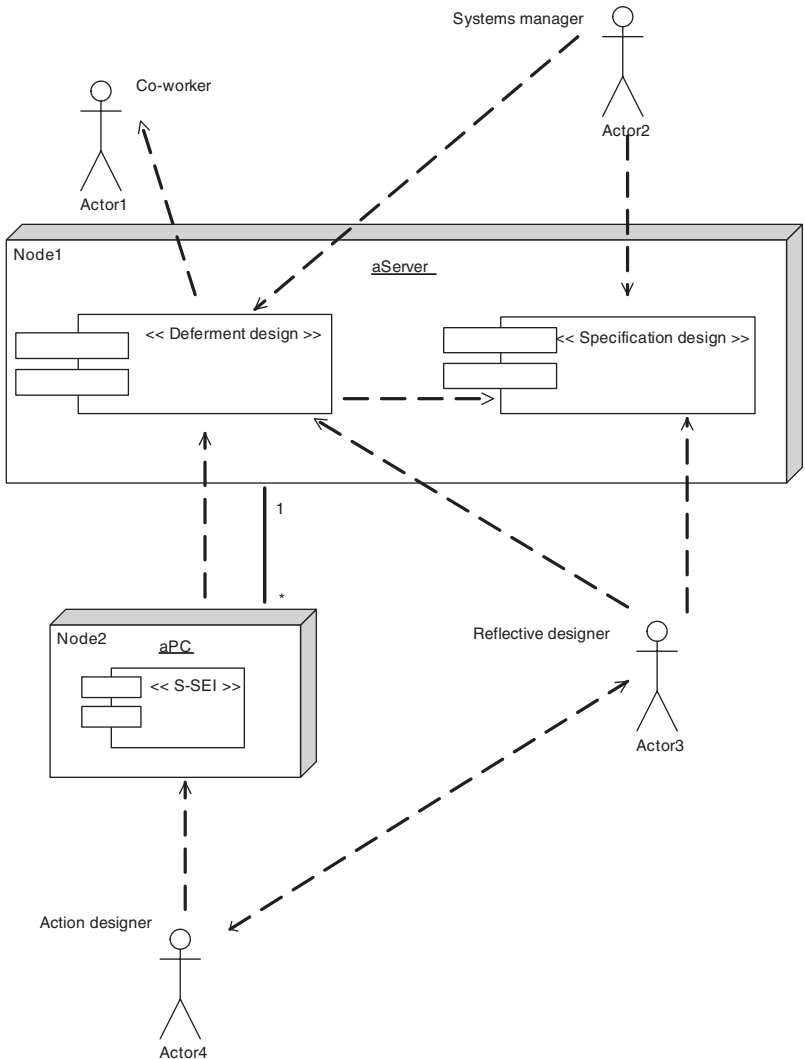 Systems manager
Co-worker
Actor2
Actor1
Node1
aServer
<< Deferment design >>
<< Specification design >>
1
*
Node2
aPC
Reflective designer
<< S-SEI >>
Actor3
Action designer
Actor4